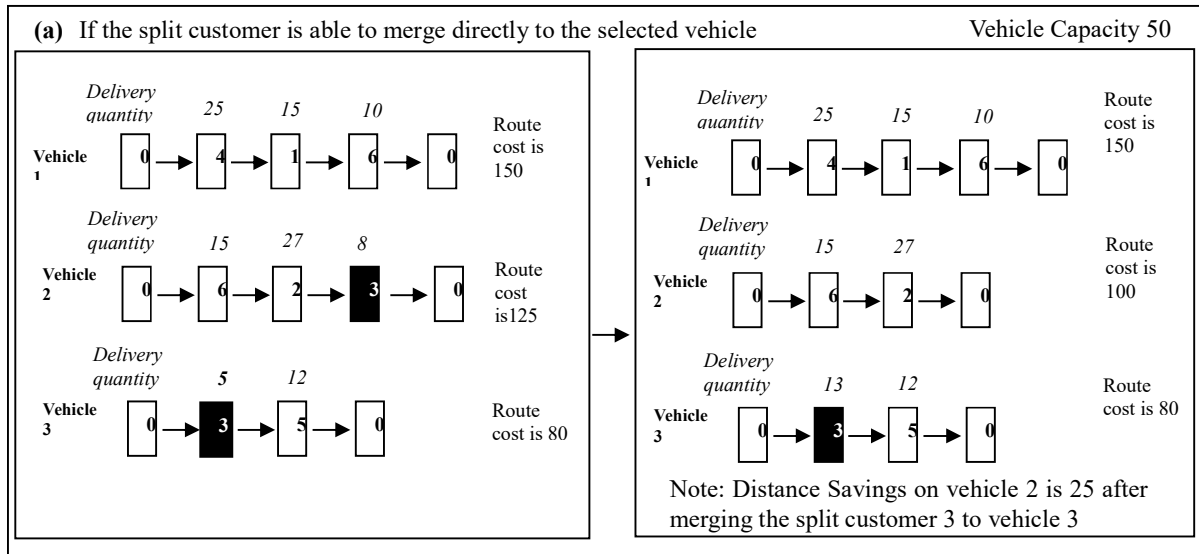 (a) If the split customer is able to merge directly to the selected vehicle Vehicle Capacity 50
Delivery
quantity
25 15 10
Vehicle
1
0 4 1 6 0
Route
cost is
150
Delivery
quantity
15 27 8
Vehicle
2
0 6 2 3 0
Route
cost
is125
Delivery
quantity
5 12
Vehicle
3
0 3 5 0
Route
cost is 80
Delivery
quantity
25 15 10
Vehicle
1
0 4 1 6 0
Route
cost is
150
Delivery
quantity
15 27
Vehicle
2
0 6 2 0
Route
cost is
100
Delivery
quantity
13 12
Vehicle
3
0 3 5 0
Route
cost is 80
Note: Distance Savings on vehicle 2 is 25 after
merging the split customer 3 to vehicle 3